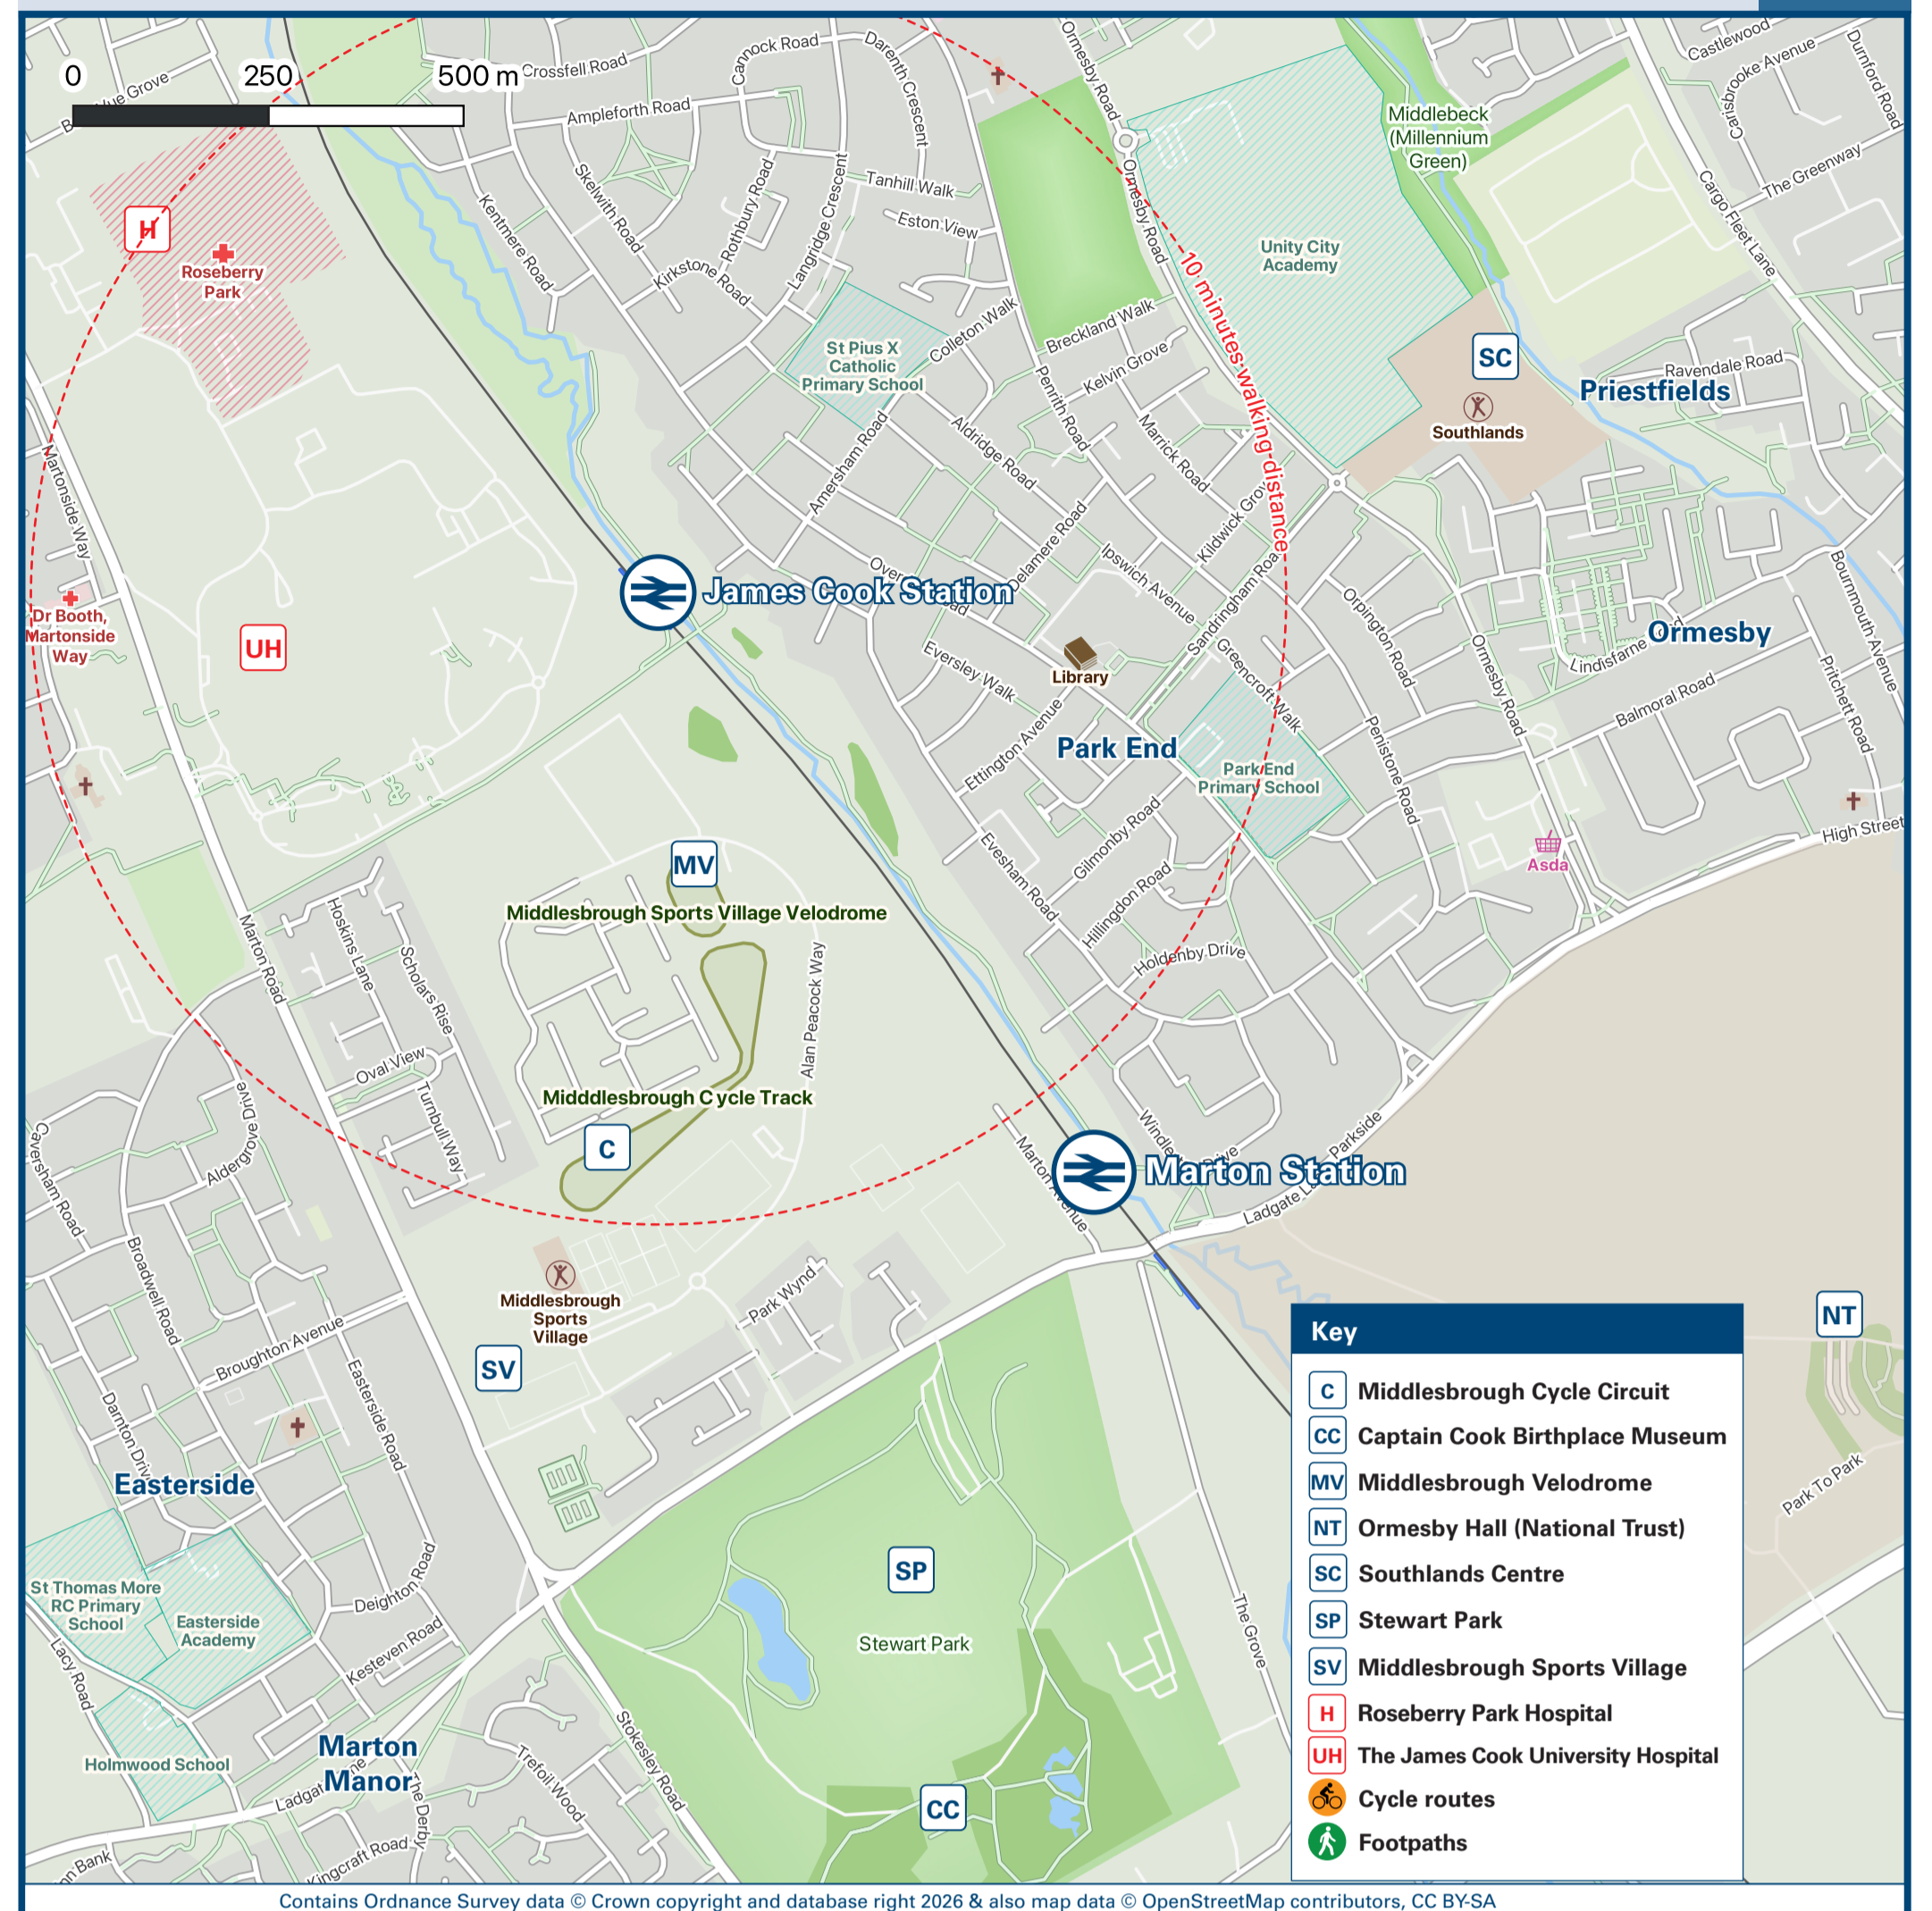 0 250 500 m
Crossfell Road
Cannock Road
Darenth Crescent
Ormesby Road
Castlewood
Carisbrooke Avenue
Durnford Road
Ampleforth Road
Middlebeck
(Millennium
Green)
The Greenway
Cargo Fleet Lane
Skelwith Road
Kentmere Road
Rothbury Road
Langridge Crescent
Tanhill Walk
Eston View
Kirkstone Road
Ormesby Road
H
Roseberry
Park
10 minutes walking distance
Unity City
Academy
St Pius X
Catholic
Primary School
Colleton Walk
Breckland Walk
Kelvin Grove
Penrith Road
SC
Southlands
Priestfields
Ravendale Road
Martonside Way
Amersham Road
Aldridge Road
Marrick Road
Delamere Road
Ipswich Avenue
Sandringham Road
James Cook Station
Dr Booth,
Martonside
Way
UH
Eversley Walk
Library
Greencroft Walk
Orpington Road
Ormesby Road
Ormesby
Balmoral Road
Bournmouth Avenue
Pritchett Road
Ettington Avenue
Park End
Park End
Primary School
Penistone Road
Asda
High Street
MV
Middlesbrough Sports Village Velodrome
Evesham Road
Gilmonby Road
Hillingdon Road
Holdenby Drive
Marton Road
Hoskins Lane
Scholars Rise
Oval View
Turnbull Way
Alan Peacock Way
Midddlesbrough Cycle Track
C
Aldergrove Drive
Caversham Road
Marton Avenue
Marton Station
Parkside
Broadwell Road
Middlesbrough
Sports
Village
Park Wynd
SV
Broughton Avenue
Easterside Road
Easterside
St Thomas More
RC Primary
School
Easterside
Academy
Deighton Road
Kesteven Road
Lacy Road
Holmwood School
Marton
Manor
Trefoil Wood
Stokesley Road
Kingcraft Road
SP
Stewart Park
CC
The Grove
NT
Park To Park
Key
C Middlesbrough Cycle Circuit
CC Captain Cook Birthplace Museum
MV Middlesbrough Velodrome
NT Ormesby Hall (National Trust)
SC Southlands Centre
SP Stewart Park
SV Middlesbrough Sports Village
H Roseberry Park Hospital
UH The James Cook University Hospital
Cycle routes
Footpaths
Contains Ordnance Survey data © Crown copyright and database right 2026 & also map data © OpenStreetMap contributors, CC BY-SA